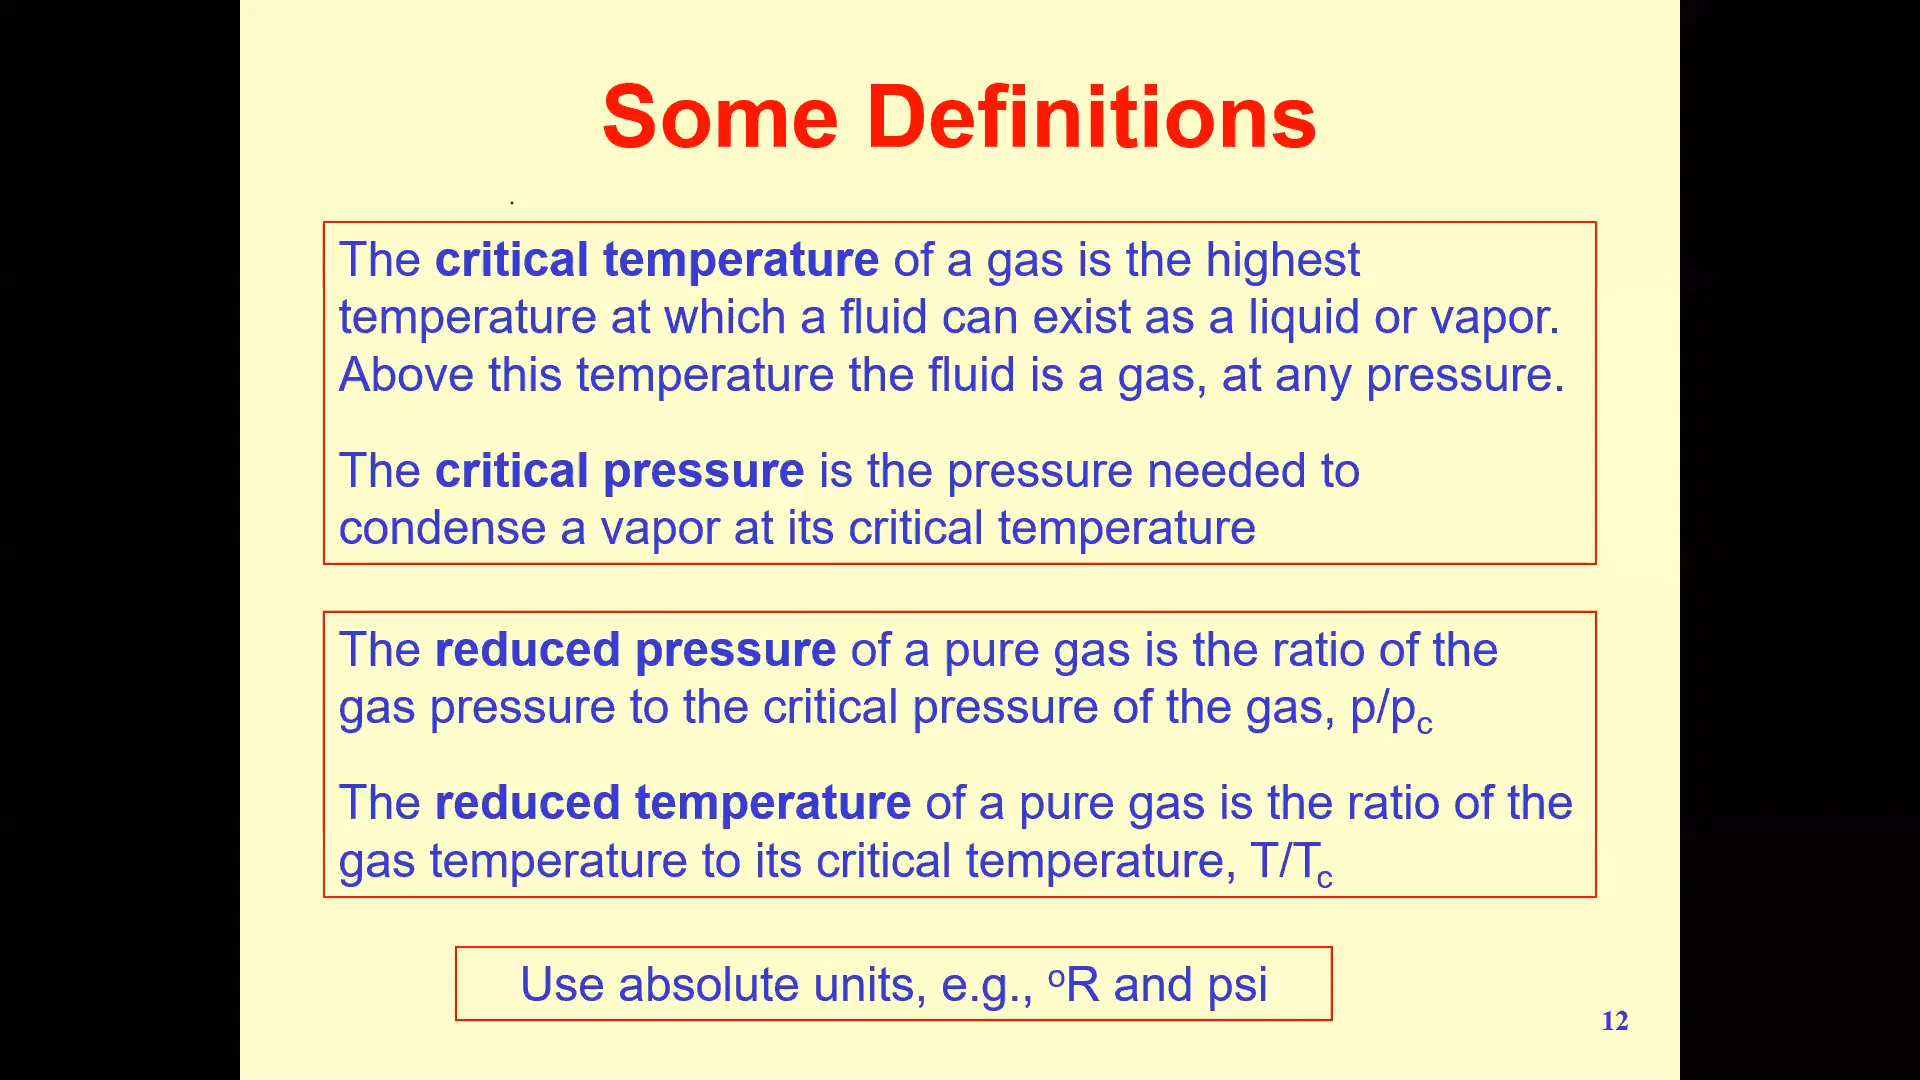 Some Definitions
The critical temperature of a gas is the highest
temperature at which a fluid can exist as a liquid or vapor.
Above this temperature the fluid is a gas, at any pressure.
The critical pressure is the pressure needed to
condense a vapor at its critical temperature
The reduced pressure of a pure gas is the ratio of the
gas pressure to the critical pressure of the gas, p/pc
The reduced temperature of a pure gas is the ratio of the
gas temperature to its critical temperature, T/Tc
Use absolute units, e.g., oR and psi
12